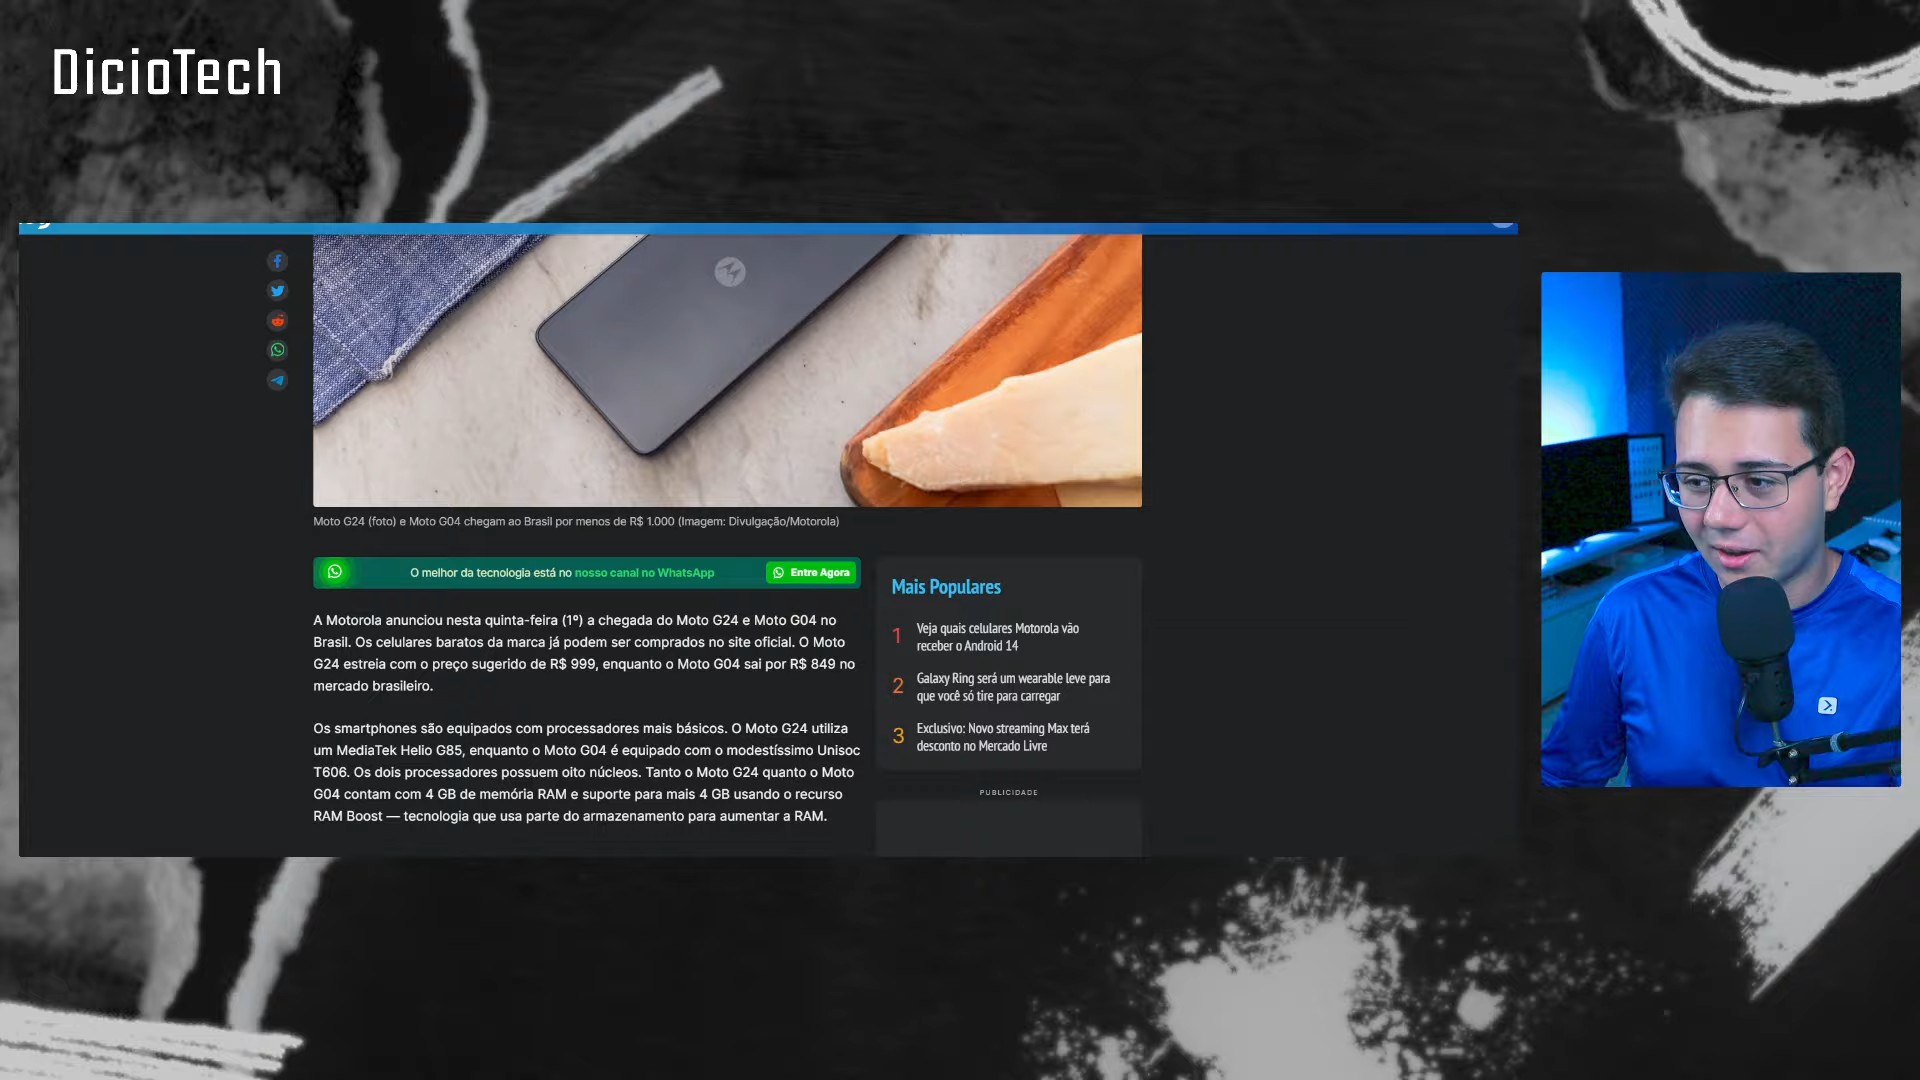 DicioTech
Moto G24 (foto) e Moto G04 chegam ao Brasil por menos de R$ 1.000 (Imagem: Divulgação/Motorola)
O melhor da tecnologia está no nosso canal no WhatsApp
Entre Agora
A Motorola anunciou nesta quinta-feira (1º) a chegada do Moto G24 e Moto G04 no
Brasil. Os celulares baratos da marca já podem ser comprados no site oficial. O Moto
G24 estreia com o preço sugerido de R$ 999, enquanto o Moto G04 sai por R$ 849 no
mercado brasileiro.
Os smartphones são equipados com processadores mais básicos. O Moto G24 utiliza
um MediaTek Helio G85, enquanto o Moto G04 é equipado com o modestíssimo Unisoc
T606. Os dois processadores possuem oito núcleos. Tanto o Moto G24 quanto o Moto
G04 contam com 4 GB de memória RAM e suporte para mais 4 GB usando o recurso
RAM Boost — tecnologia que usa parte do armazenamento para aumentar a RAM.
Mais Populares
1
Veja quais celulares Motorola vão
receber o Android 14
2
Galaxy Ring será um wearable leve para
que você só tire para carregar
3
Exclusivo: Novo streaming Max terá
desconto no Mercado Livre
PUBLICIDADE